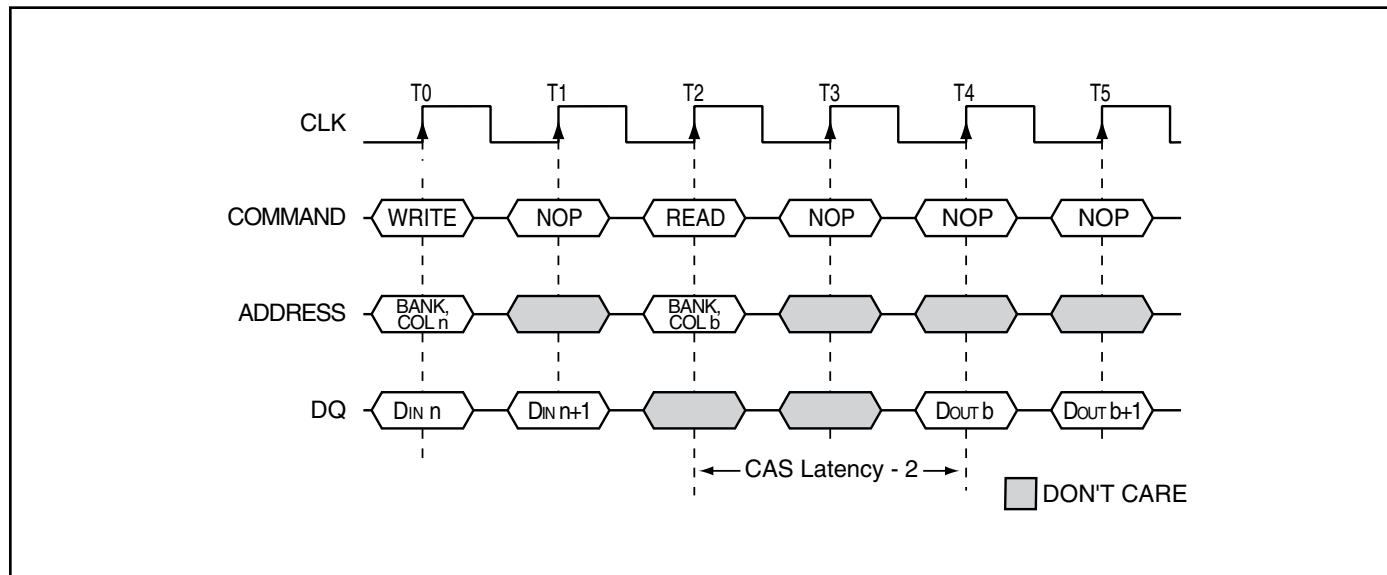 T0 T1 T2 T3 T4 T5
CLK
COMMAND WRITE NOP READ NOP NOP NOP
ADDRESS BANK, COL n BANK, COL b
DQ DIN n DIN n+1 DOUT b DOUT b+1
CAS Latency - 2
DON'T CARE